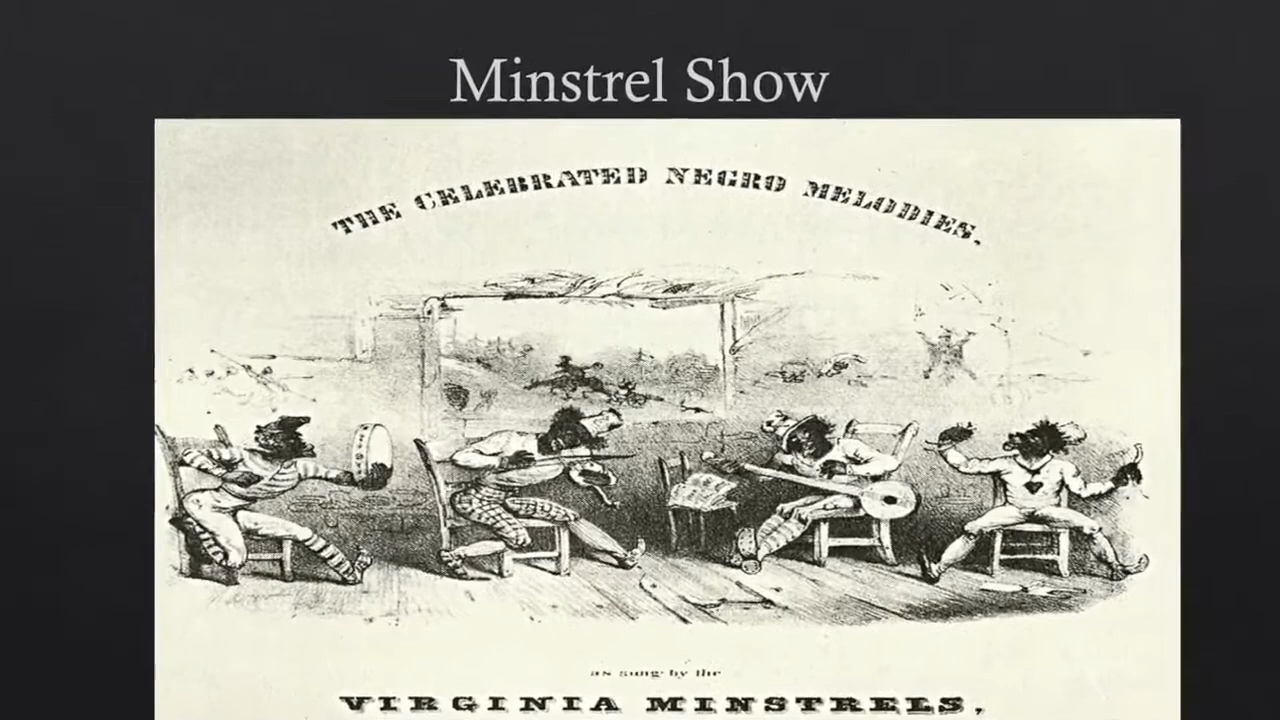 Minstrel Show
THE CELEBRATED NEGRO MELODIES,
as sung by the
VIRGINIA MINSTRELS,